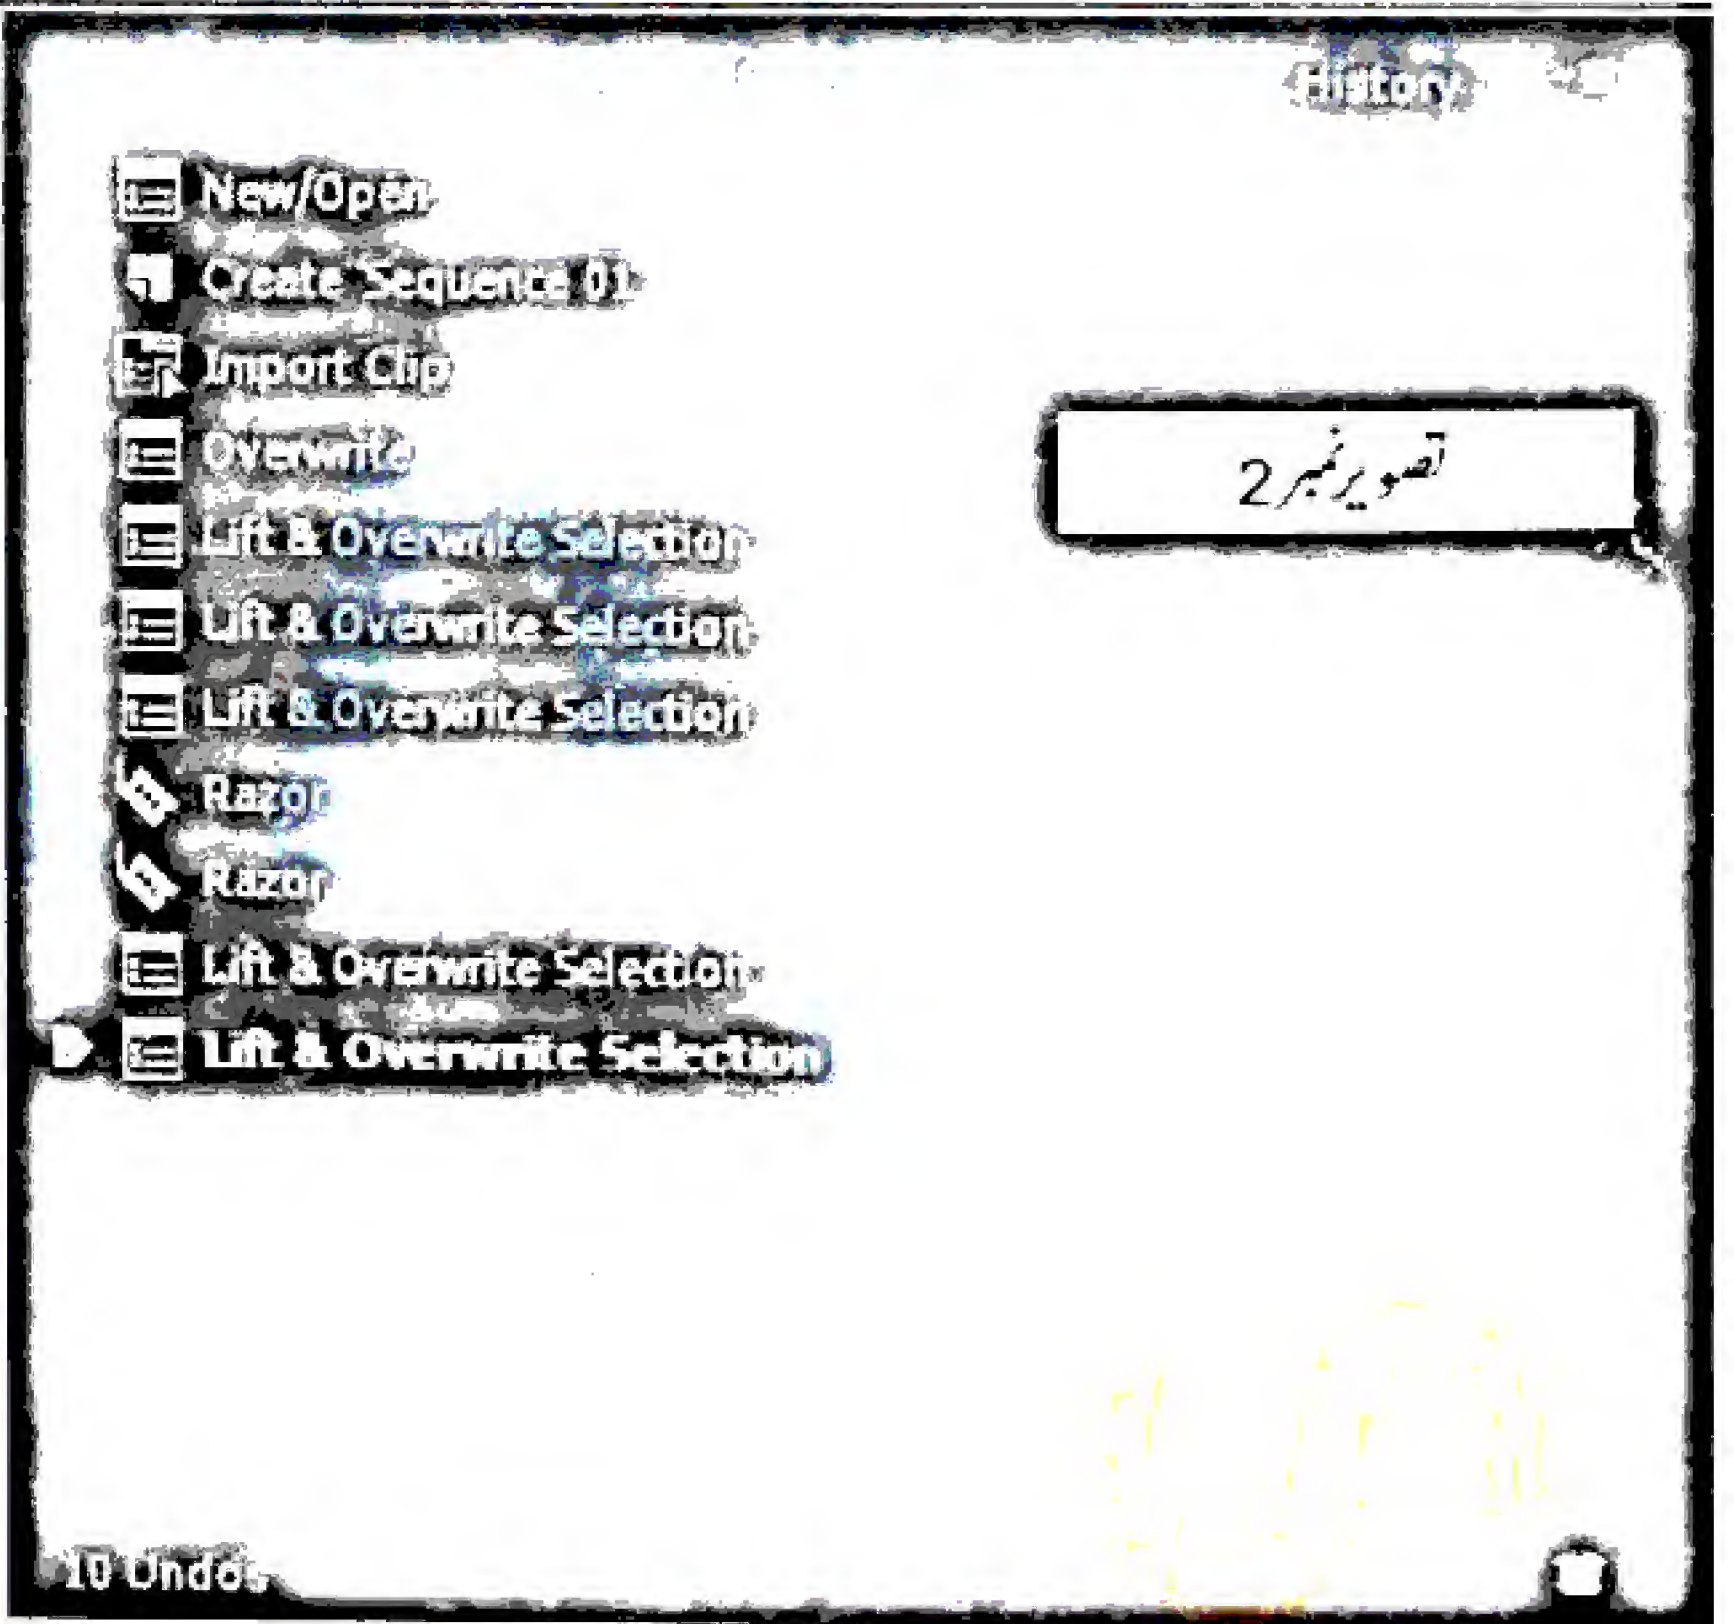 History
New/Open
Create Sequence 01
Import Clip
Overwrite
تصویر نمبر 2
Lift & Overwrite Selection
Lift & Overwrite Selection
Lift & Overwrite Selection
Razor
Razor
Lift & Overwrite Selection
Lift & Overwrite Selection
10 Undo